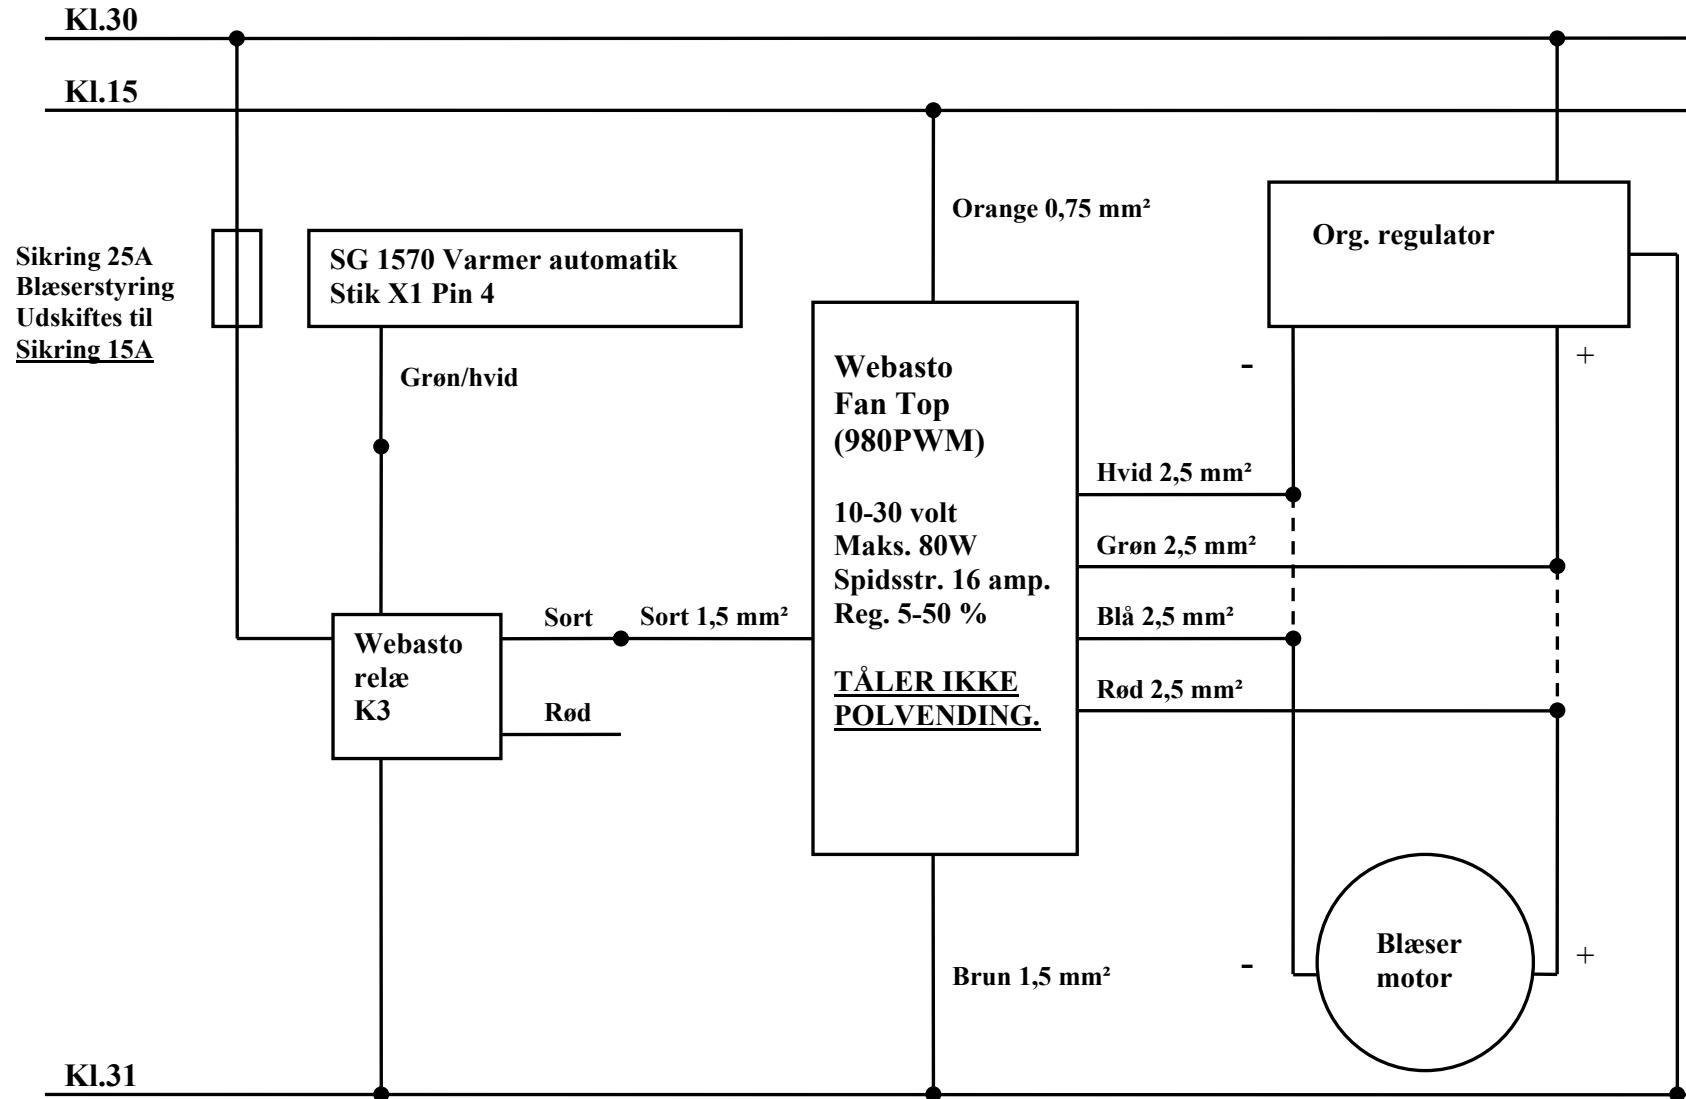 Kl.30
Kl.15
Orange 0,75 mm²
Org. regulator
Sikring 25A
Blæserstyring
Udskiftes til
Sikring 15A
SG 1570 Varmer automatik
Stik X1 Pin 4
Grøn/hvid
Webasto
Fan Top
(980PWM)
10-30 volt
Maks. 80W
Spidsstr. 16 amp.
Reg. 5-50 %
TÅLER IKKE
POLVENDING.
-
+
Hvid 2,5 mm²
Grøn 2,5 mm²
Blå 2,5 mm²
Rød 2,5 mm²
Webasto
relæ
K3
Sort
Sort 1,5 mm²
Rød
Brun 1,5 mm²
-
Blæser
motor
+
Kl.31